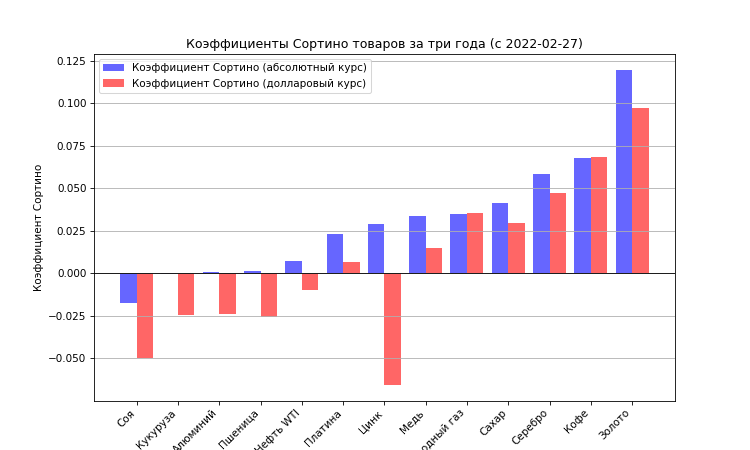 Коэффициенты Сортино товаров за три года (с 2022-02-27)
Коэффициент Сортино (абсолютный курс)
Коэффициент Сортино (долларовый курс)
Коэффициент Сортино
0.125
0.100
0.075
0.050
0.025
0.000
−0.025
−0.050
Соя
Кукуруза
Алюминий
Пшеница
Нефть WTI
Платина
Цинк
Медь
газ
Сахар
Серебро
Кофе
Золото